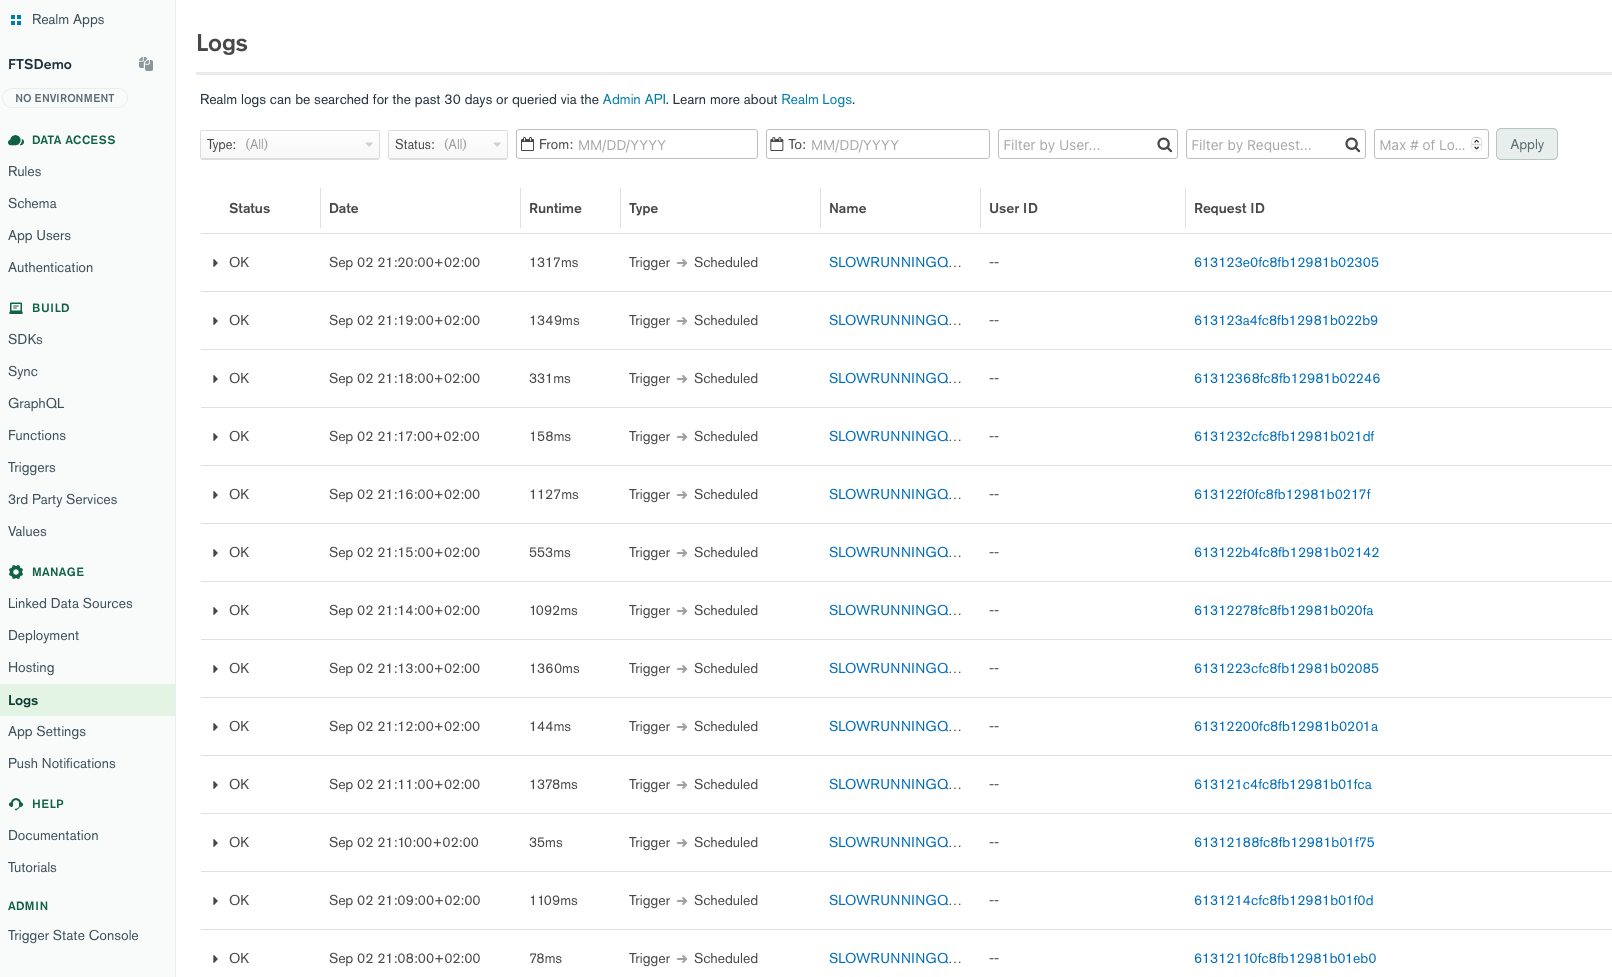 Realm Apps
FTSDemo
NO ENVIRONMENT
DATA ACCESS
Rules
Schema
App Users
Authentication
BUILD
SDKs
Sync
GraphQL
Functions
Triggers
3rd Party Services
Values
MANAGE
Linked Data Sources
Deployment
Hosting
Logs
App Settings
Push Notifications
HELP
Documentation
Tutorials
ADMIN
Trigger State Console
Logs
Realm logs can be searched for the past 30 days or queried via the Admin API. Learn more about Realm Logs.
Type: (All) Status: (All) From: MM/DD/YYYY To: MM/DD/YYYY Filter by User... Filter by Request... Max # of Lo... Apply
Status Date Runtime Type Name User ID Request ID
OK Sep 02 21:20:00+02:00 1317ms Trigger → Scheduled SLOWRUNNINGQ... -- 613123e0fc8fb12981b02305
OK Sep 02 21:19:00+02:00 1349ms Trigger → Scheduled SLOWRUNNINGQ... -- 613123a4fc8fb12981b022b9
OK Sep 02 21:18:00+02:00 331ms Trigger → Scheduled SLOWRUNNINGQ... -- 61312368fc8fb12981b02246
OK Sep 02 21:17:00+02:00 158ms Trigger → Scheduled SLOWRUNNINGQ... -- 6131232cfc8fb12981b021df
OK Sep 02 21:16:00+02:00 1127ms Trigger → Scheduled SLOWRUNNINGQ... -- 613122f0fc8fb12981b0217f
OK Sep 02 21:15:00+02:00 553ms Trigger → Scheduled SLOWRUNNINGQ... -- 613122b4fc8fb12981b02142
OK Sep 02 21:14:00+02:00 1092ms Trigger → Scheduled SLOWRUNNINGQ... -- 61312278fc8fb12981b020fa
OK Sep 02 21:13:00+02:00 1360ms Trigger → Scheduled SLOWRUNNINGQ... -- 6131223cfc8fb12981b02085
OK Sep 02 21:12:00+02:00 144ms Trigger → Scheduled SLOWRUNNINGQ... -- 61312200fc8fb12981b0201a
OK Sep 02 21:11:00+02:00 1378ms Trigger → Scheduled SLOWRUNNINGQ... -- 613121c4fc8fb12981b01fca
OK Sep 02 21:10:00+02:00 35ms Trigger → Scheduled SLOWRUNNINGQ... -- 61312188fc8fb12981b01f75
OK Sep 02 21:09:00+02:00 1109ms Trigger → Scheduled SLOWRUNNINGQ... -- 6131214cfc8fb12981b01f0d
OK Sep 02 21:08:00+02:00 78ms Trigger → Scheduled SLOWRUNNINGQ... -- 61312110fc8fb12981b01eb0